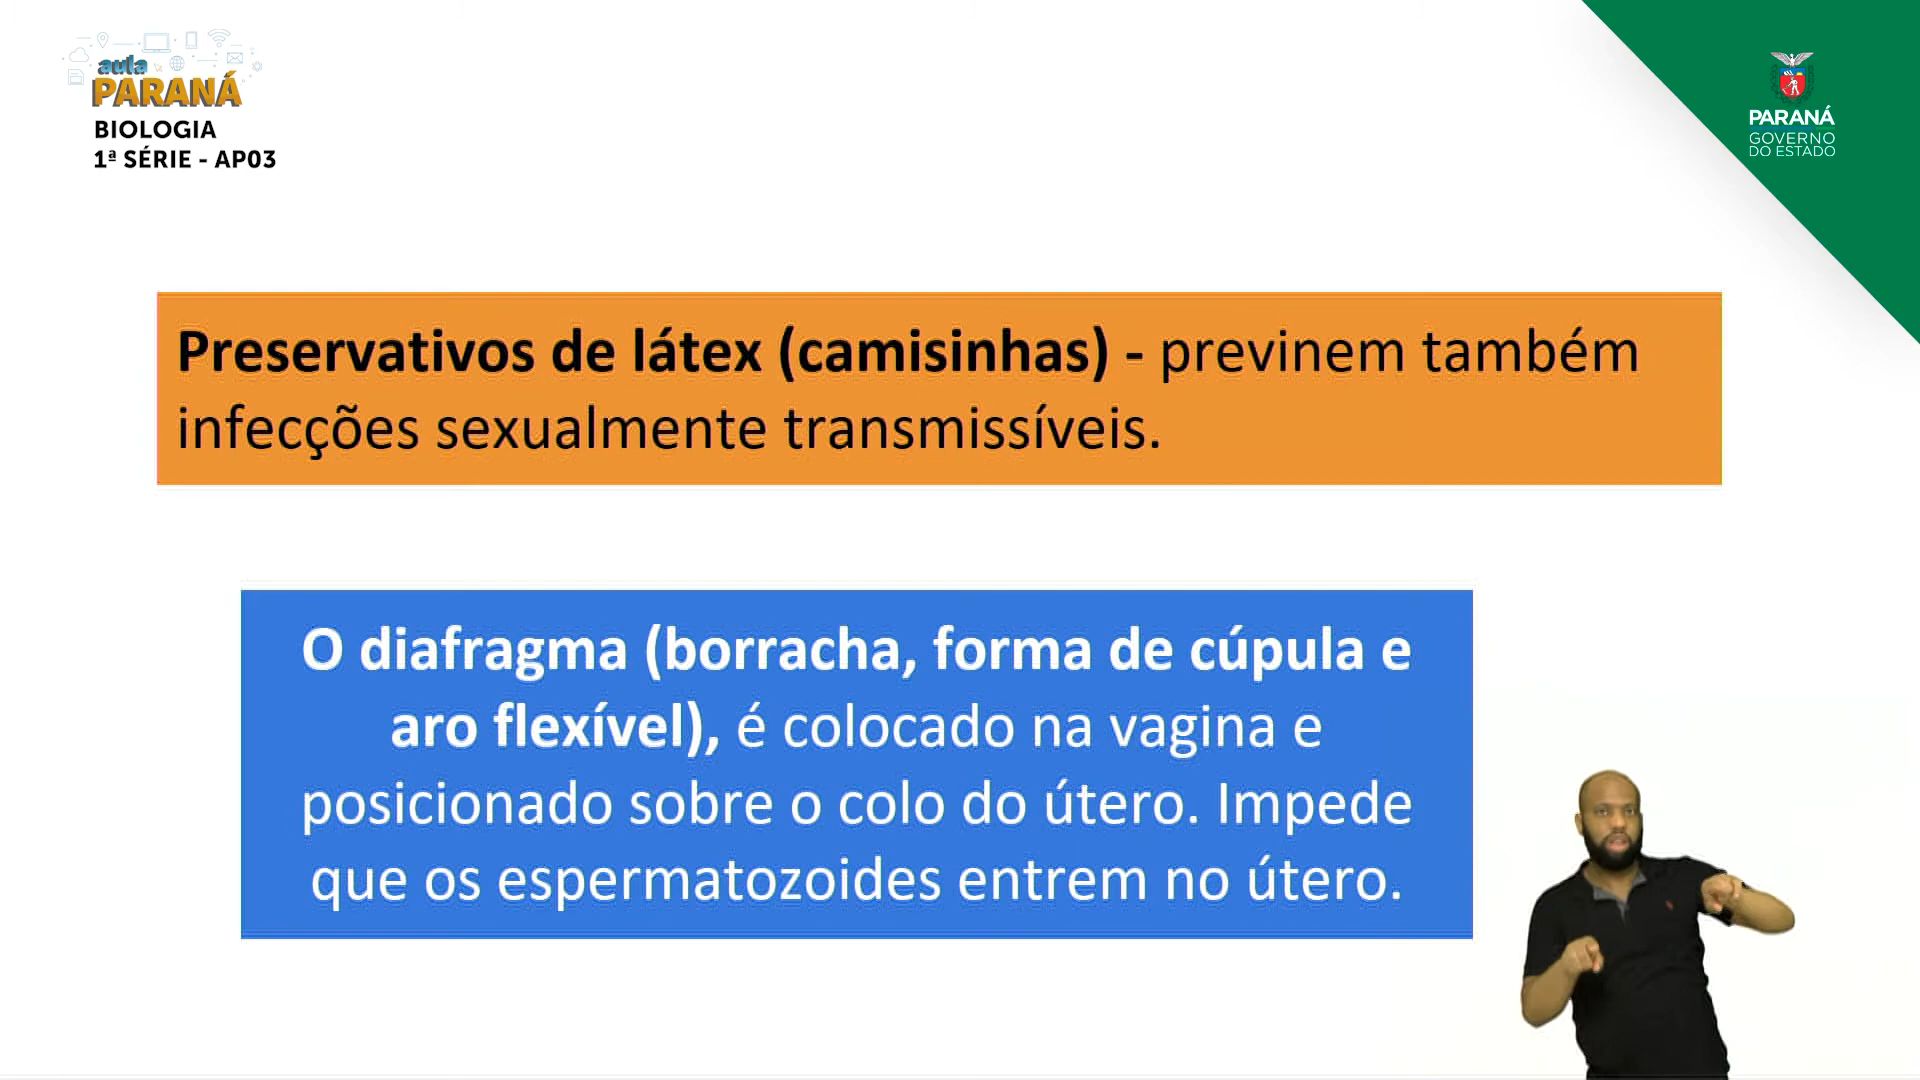 aula
PARANÁ
BIOLOGIA
1ª SÉRIE - AP03
PARANÁ
GOVERNO
DO ESTADO
Preservativos de látex (camisinhas) - previnem também
infecções sexualmente transmissíveis.
O diafragma (borracha, forma de cúpula e
aro flexível), é colocado na vagina e
posicionado sobre o colo do útero. Impede
que os espermatozoides entrem no útero.